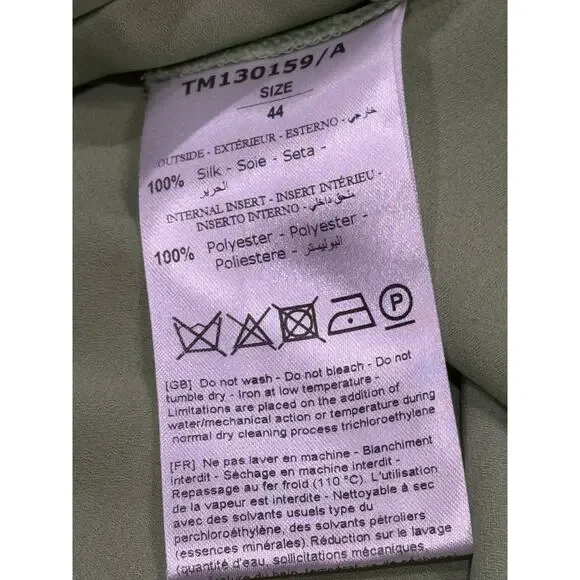 TM130159/A
SIZE
44
OUTSIDE - EXTÉRIEUR - ESTERNO - خارجي
100% Silk - Soie - Seta -
الحرير
INTERNAL INSERT - INSERT INTÉRIEU -
INSERTO INTERNO - ملحق داخلي
100% Polyester - Polyester -
Poliestere - البوليستر
P
[GB] Do not wash - Do not bleach - Do not
tumble dry - Iron at low temperature -
Limitations are placed on the addition of
water/mechanical action or temperature during
normal dry cleaning process trichloroethylene
[FR] Ne pas laver en machine - Blanchiment
interdit - Séchage en machine interdit -
Repassage au fer froid (110 °C). L'utilisation
de la vapeur est interdite - Nettoyable à sec
avec des solvants usuels type du
perchloroéthylène, des solvants pétroliers
(essences minérales).Réduction sur le lavage
(quantité d'eau, sollicitations mécaniques,